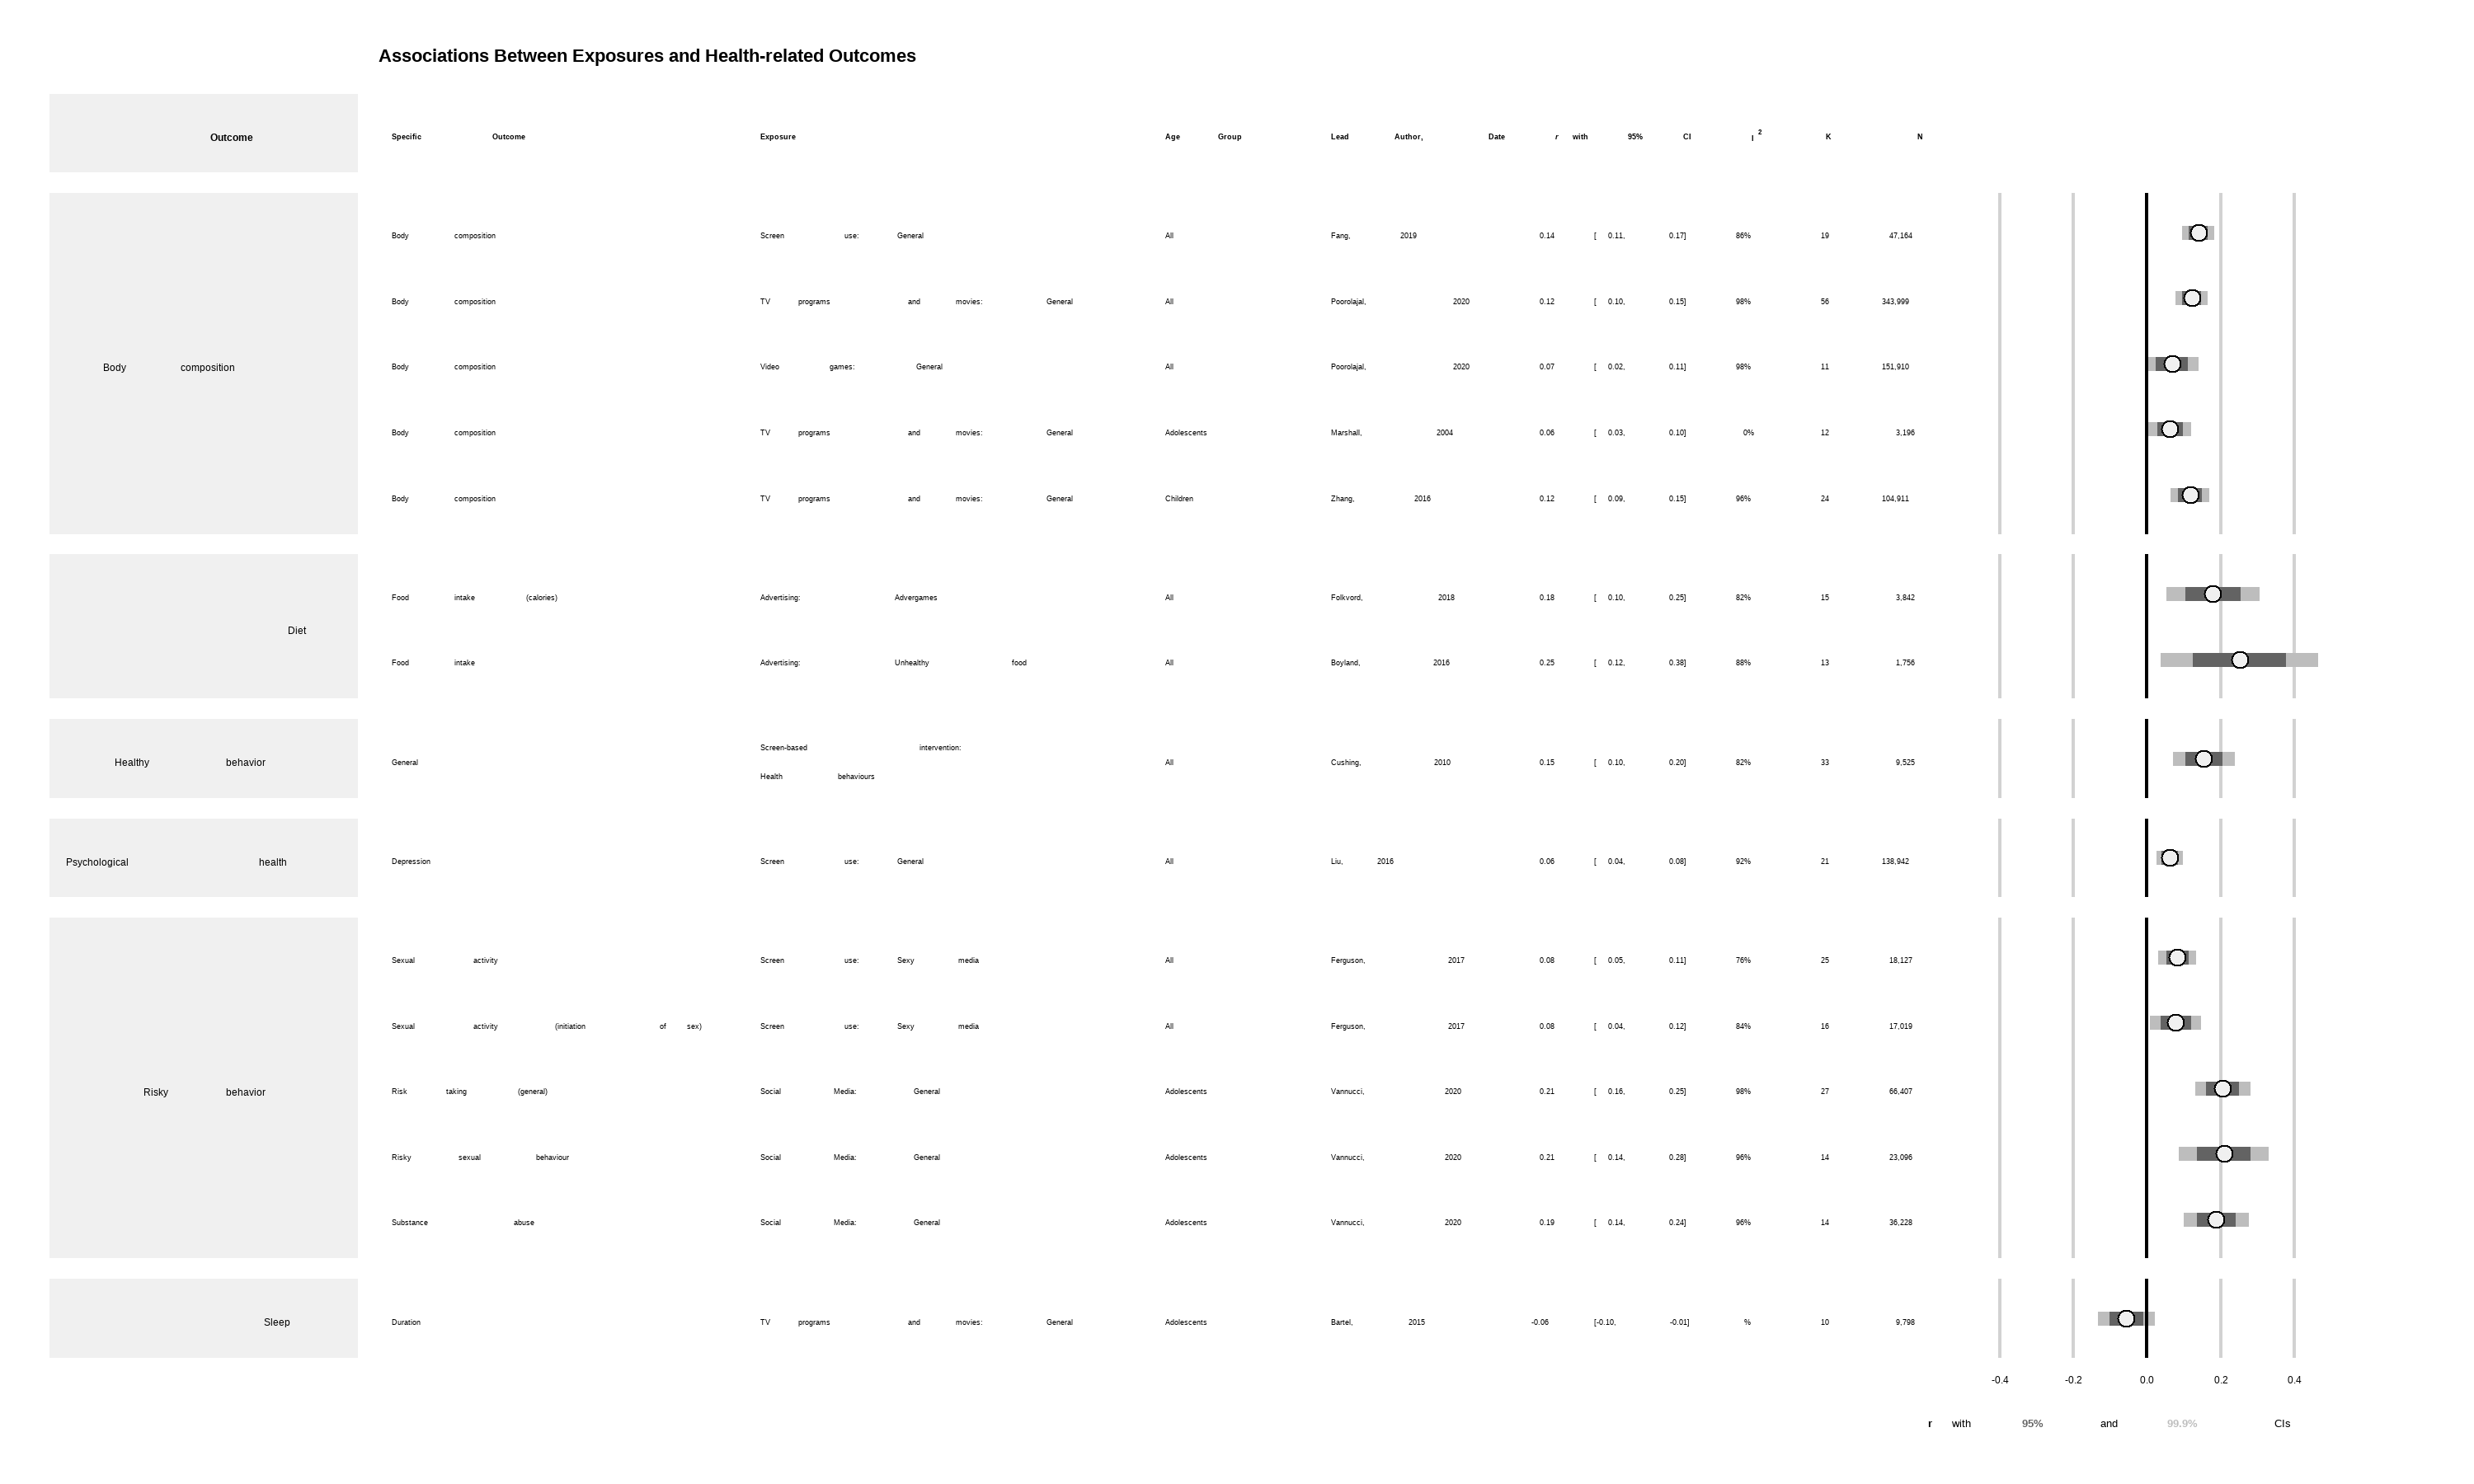 Associations Between Exposures and Health-related Outcomes
Outcome Specific Outcome Exposure Age Group Lead Author, Date r with 95% CI I 2 K N
Body composition Screen use: General All Fang, 2019 0.14 [ 0.11, 0.17] 86% 19 47,164
Body composition TV programs and movies: General All Poorolajal, 2020 0.12 [ 0.10, 0.15] 98% 56 343,999
Body composition
Body composition Video games: General All Poorolajal, 2020 0.07 [ 0.02, 0.11] 98% 11 151,910
Body composition TV programs and movies: General Adolescents Marshall, 2004 0.06 [ 0.03, 0.10] 0% 12 3,196
Body composition TV programs and movies: General Children Zhang, 2016 0.12 [ 0.09, 0.15] 96% 24 104,911
Food intake (calories) Advertising: Advergames All Folkvord, 2018 0.18 [ 0.10, 0.25] 82% 15 3,842
Diet
Food intake Advertising: Unhealthy food All Boyland, 2016 0.25 [ 0.12, 0.38] 88% 13 1,756
Healthy behavior General Screen-based intervention:
Health behaviours All Cushing, 2010 0.15 [ 0.10, 0.20] 82% 33 9,525
Psychological health Depression Screen use: General All Liu, 2016 0.06 [ 0.04, 0.08] 92% 21 138,942
Sexual activity Screen use: Sexy media All Ferguson, 2017 0.08 [ 0.05, 0.11] 76% 25 18,127
Sexual activity (initiation of sex) Screen use: Sexy media All Ferguson, 2017 0.08 [ 0.04, 0.12] 84% 16 17,019
Risky behavior
Risk taking (general) Social Media: General Adolescents Vannucci, 2020 0.21 [ 0.16, 0.25] 98% 27 66,407
Risky sexual behaviour Social Media: General Adolescents Vannucci, 2020 0.21 [ 0.14, 0.28] 96% 14 23,096
Substance abuse Social Media: General Adolescents Vannucci, 2020 0.19 [ 0.14, 0.24] 96% 14 36,228
Sleep Duration TV programs and movies: General Adolescents Bartel, 2015 -0.06 [-0.10, -0.01] % 10 9,798
-0.4 -0.2 0.0 0.2 0.4
r with 95% and 99.9% CIs